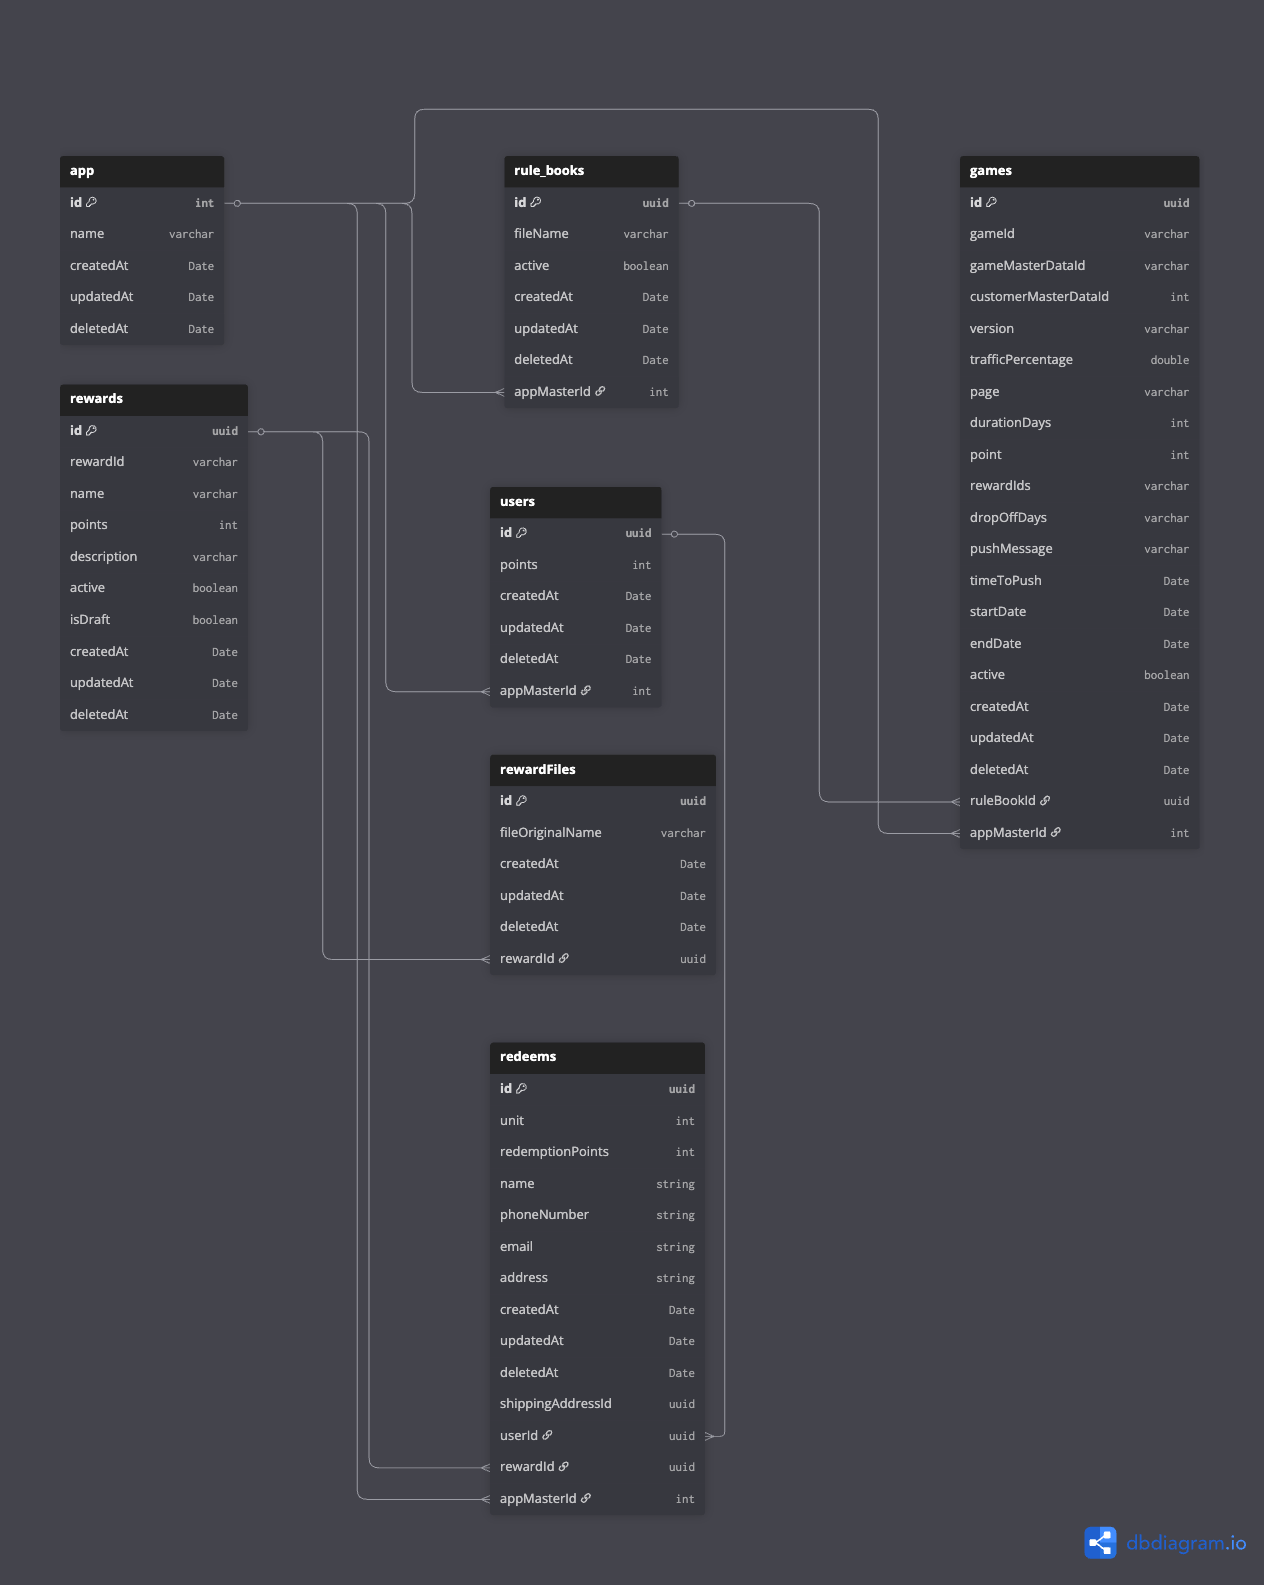 app
id int
name varchar
createdAt Date
updatedAt Date
deletedAt Date
rewards
id uuid
rewardId varchar
name varchar
points int
description varchar
active boolean
isDraft boolean
createdAt Date
updatedAt Date
deletedAt Date
rule_books
id uuid
fileName varchar
active boolean
createdAt Date
updatedAt Date
deletedAt Date
appMasterId int
users
id uuid
points int
createdAt Date
updatedAt Date
deletedAt Date
appMasterId int
rewardFiles
id uuid
fileOriginalName varchar
createdAt Date
updatedAt Date
deletedAt Date
rewardId uuid
redeems
id uuid
unit int
redemptionPoints int
name string
phoneNumber string
email string
address string
createdAt Date
updatedAt Date
deletedAt Date
shippingAddressId uuid
userId uuid
rewardId uuid
appMasterId int
games
id uuid
gameId varchar
gameMasterDataId varchar
customerMasterDataId int
version varchar
trafficPercentage double
page varchar
durationDays int
point int
rewardIds varchar
dropOffDays varchar
pushMessage varchar
timeToPush Date
startDate Date
endDate Date
active boolean
createdAt Date
updatedAt Date
deletedAt Date
ruleBookId uuid
appMasterId int
dbdiagram.io